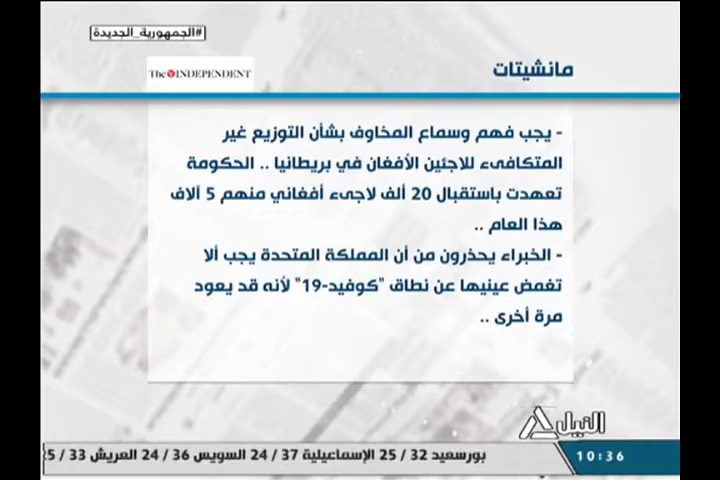 #الجمهورية_الجديدة
مانشيتات
The INDEPENDENT
- يجب فهم وسماع المخاوف بشأن التوزيع غير
المتكافىء للاجئين الأفغان في بريطانيا .. الحكومة
تعهدت باستقبال 20 ألف لاجىء أفغاني منهم 5 آلاف
هذا العام ..
- الخبراء يحذرون من أن المملكة المتحدة يجب ألا
تغمض عينيها عن نطاق "كوفيد-19" لأنه قد يعود
مرة أخرى ..
النيل
بورسعيد 32 / 25 الإسماعيلية 37 / 24 السويس 36 / 24 العريش 33 / 5
10:36